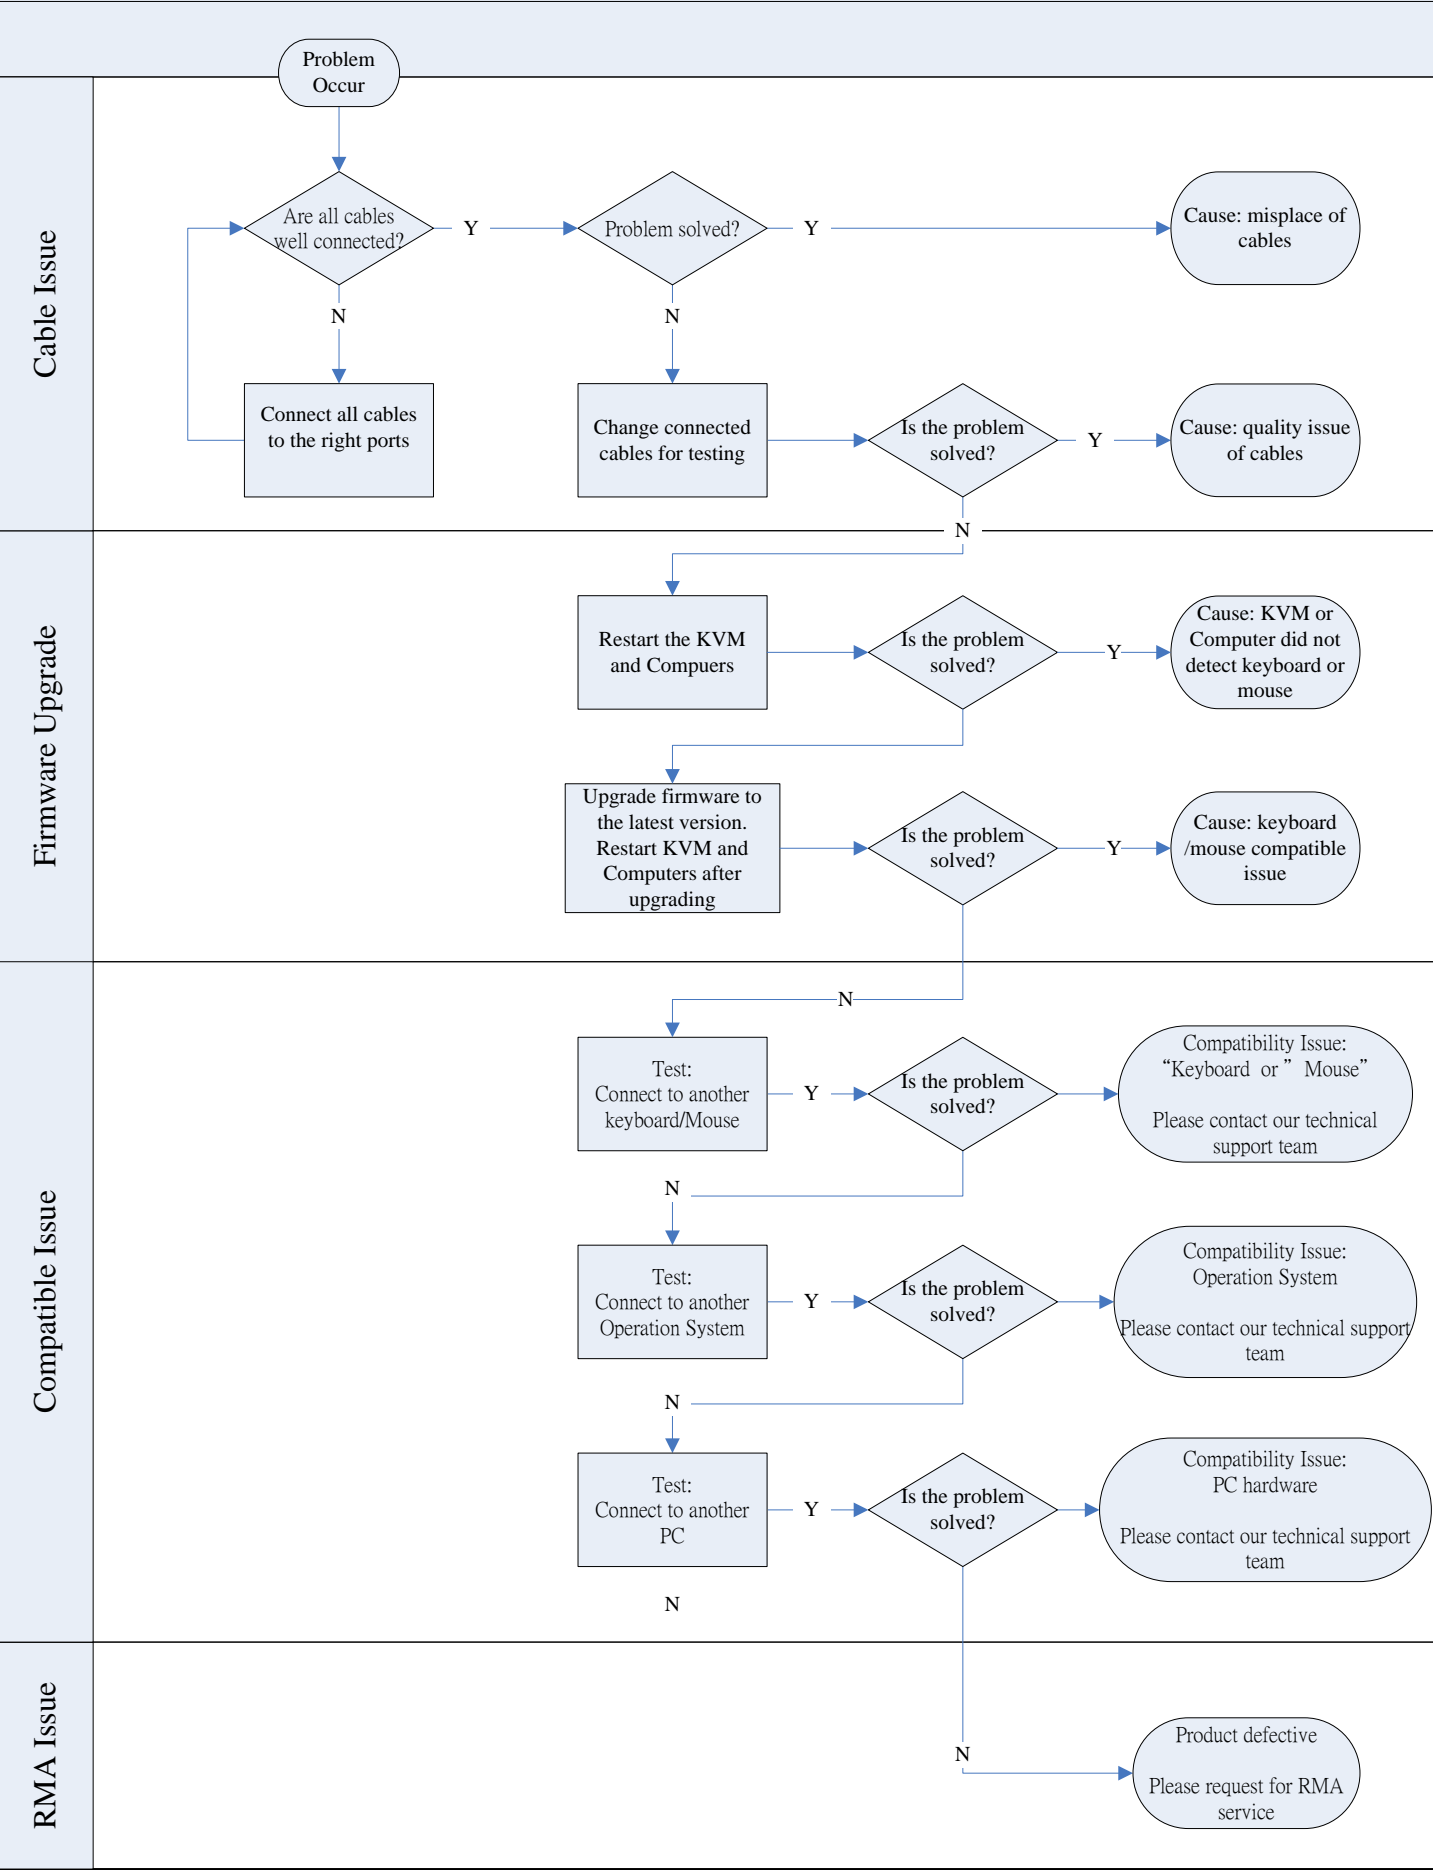 Problem
Occur
Cable Issue
Are all cables
well connected?
Y
Problem solved?
Y
Cause: misplace of
cables
N
N
Connect all cables
to the right ports
Change connected
cables for testing
Is the problem
solved?
Y
Cause: quality issue
of cables
N
Firmware Upgrade
Restart the KVM
and Compuers
Is the problem
solved?
Y
Cause: KVM or
Computer did not
detect keyboard or
mouse
Upgrade firmware to
the latest version.
Restart KVM and
Computers after
upgrading
Is the problem
solved?
Y
Cause: keyboard
/mouse compatible
issue
Compatible Issue
N
Test:
Connect to another
keyboard/Mouse
Y
Is the problem
solved?
Compatibility Issue:
“Keyboard or ” Mouse”
Please contact our technical
support team
N
Test:
Connect to another
Operation System
Y
Is the problem
solved?
Compatibility Issue:
Operation System
Please contact our technical support
team
N
Test:
Connect to another
PC
Y
Is the problem
solved?
Compatibility Issue:
PC hardware
Please contact our technical support
team
N
RMA Issue
N
Product defective
Please request for RMA
service